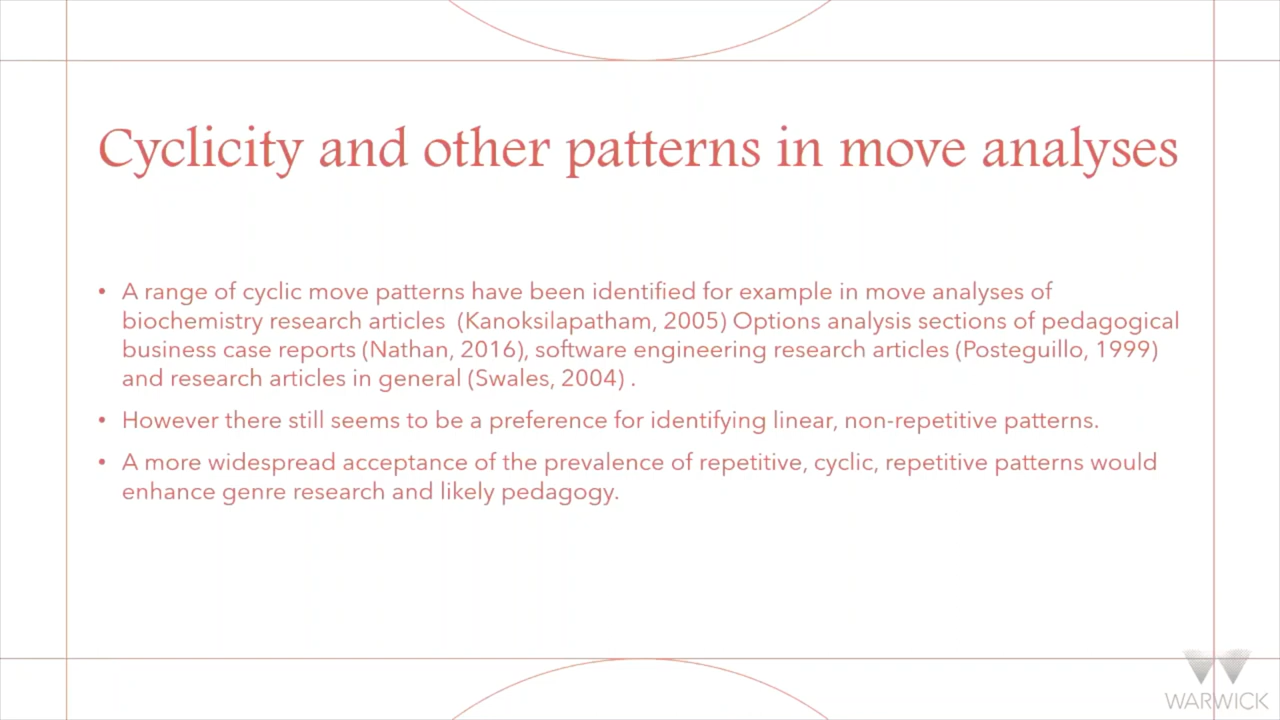 Cyclicity and other patterns in move analyses
• A range of cyclic move patterns have been identified for example in move analyses of
biochemistry research articles  (Kanoksilapatham, 2005) Options analysis sections of pedagogical
business case reports (Nathan, 2016), software engineering research articles (Posteguillo, 1999)
and research articles in general (Swales, 2004) .
• However there still seems to be a preference for identifying linear, non-repetitive patterns.
• A more widespread acceptance of the prevalence of repetitive, cyclic, repetitive patterns would
enhance genre research and likely pedagogy.
WARWICK